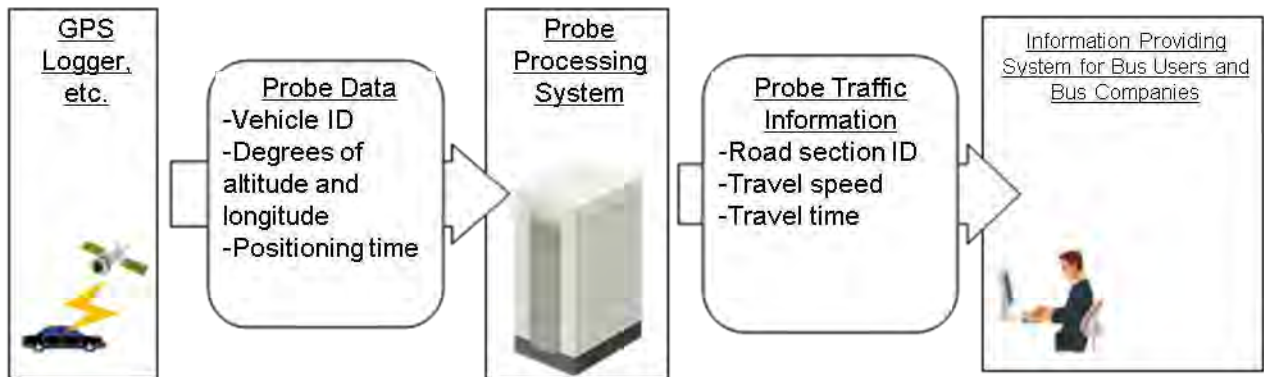 GPS
Logger,
etc.
Probe Data
-Vehicle ID
-Degrees of
altitude and
longitude
-Positioning time
Probe
Processing
System
Probe Traffic
Information
-Road section ID
-Travel speed
-Travel time
Information Providing
System for Bus Users and
Bus Companies